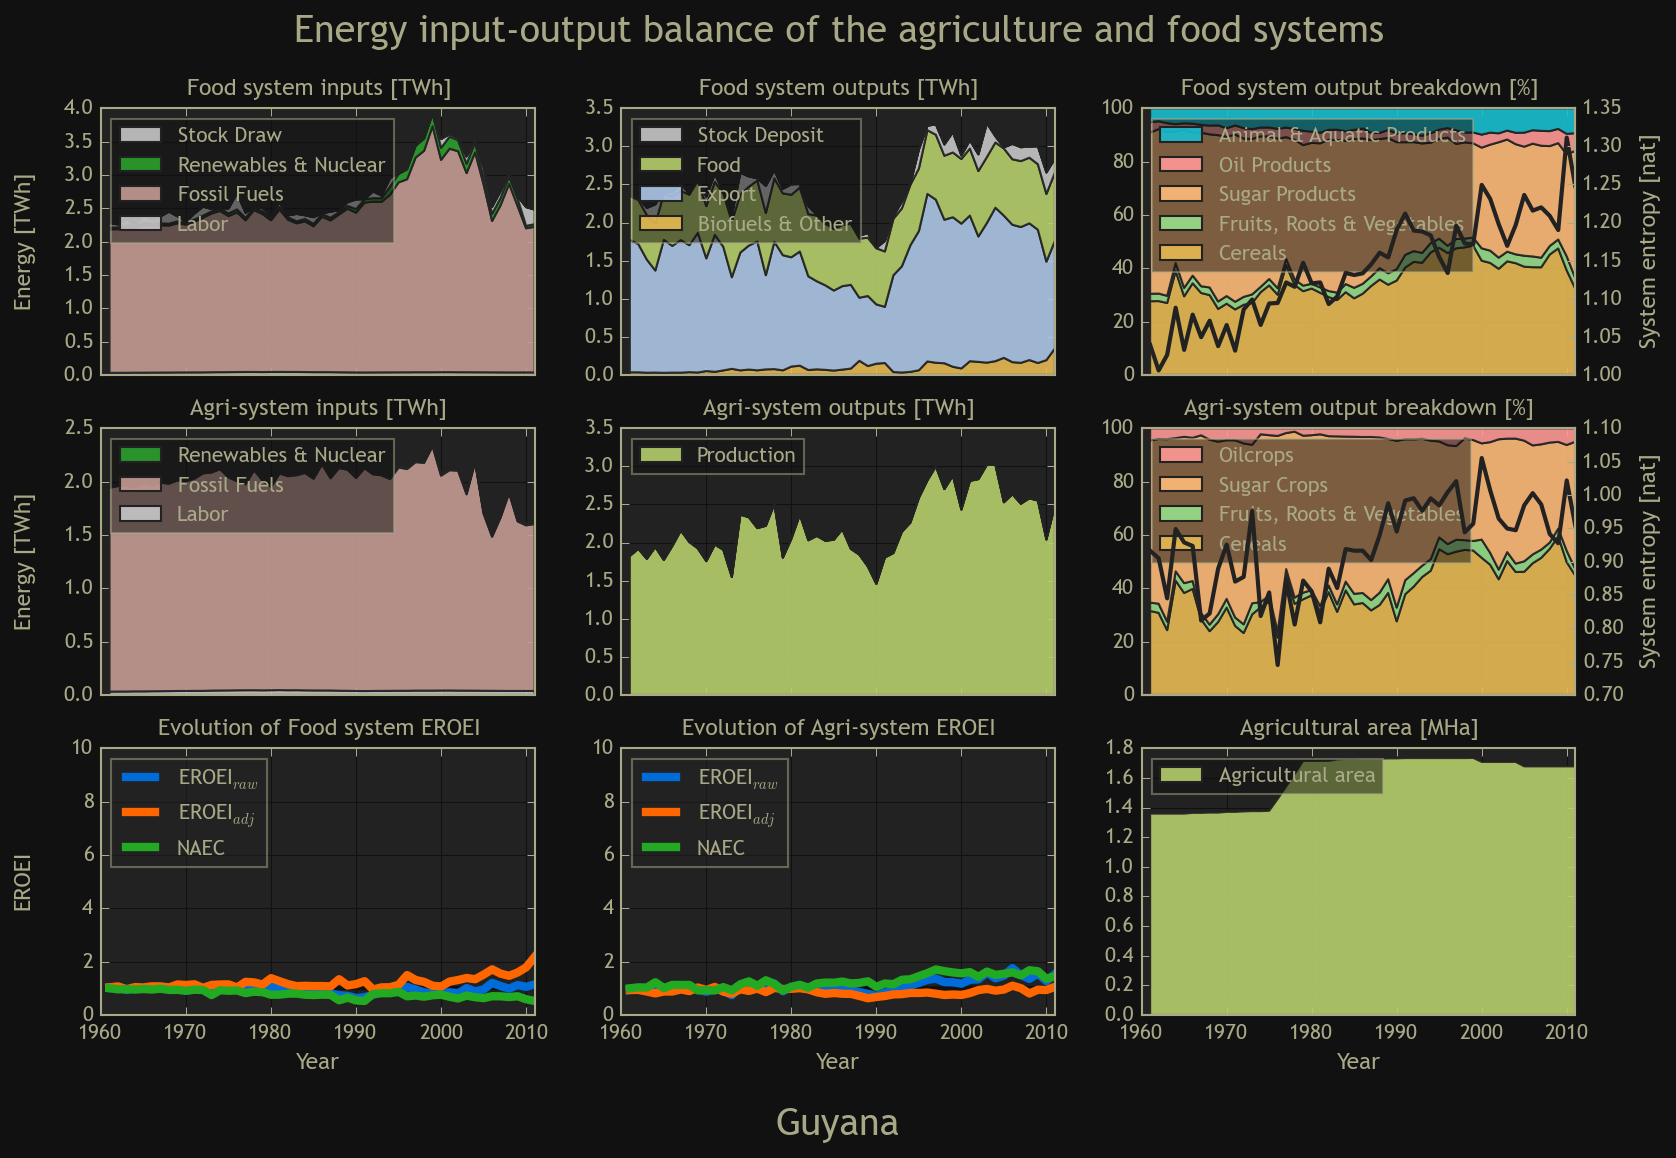 Energy input-output balance of the agriculture and food systems
Food system inputs [TWh]
Energy [TWh]
4.0
3.5
3.0
2.5
2.0
1.5
1.0
0.5
0.0
Stock Draw
Renewables & Nuclear
Fossil Fuels
Labor
Food system outputs [TWh]
3.5
3.0
2.5
2.0
1.5
1.0
0.5
0.0
Stock Deposit
Food
Export
Biofuels & Other
Food system output breakdown [%]
100
80
60
40
20
0
Animal & Aquatic Products
Oil Products
Sugar Products
Fruits, Roots & Vegetables
Cereals
1.35
1.30
1.25
1.20
1.15
1.10
1.05
1.00
System entropy [nat]
Agri-system inputs [TWh]
Energy [TWh]
2.5
2.0
1.5
1.0
0.5
0.0
Renewables & Nuclear
Fossil Fuels
Labor
Agri-system outputs [TWh]
3.5
3.0
2.5
2.0
1.5
1.0
0.5
0.0
Production
Agri-system output breakdown [%]
100
80
60
40
20
0
Oilcrops
Sugar Crops
Fruits, Roots & Vegetables
Cereals
1.10
1.05
1.00
0.95
0.90
0.85
0.80
0.75
0.70
System entropy [nat]
Evolution of Food system EROEI
EROEI
10
8
6
4
2
0
EROEI raw
EROEI adj
NAEC
1960 1970 1980 1990 2000 2010
Year
Evolution of Agri-system EROEI
10
8
6
4
2
0
EROEI raw
EROEI adj
NAEC
1960 1970 1980 1990 2000 2010
Year
Agricultural area [MHa]
1.8
1.6
1.4
1.2
1.0
0.8
0.6
0.4
0.2
0.0
Agricultural area
1960 1970 1980 1990 2000 2010
Year
Guyana